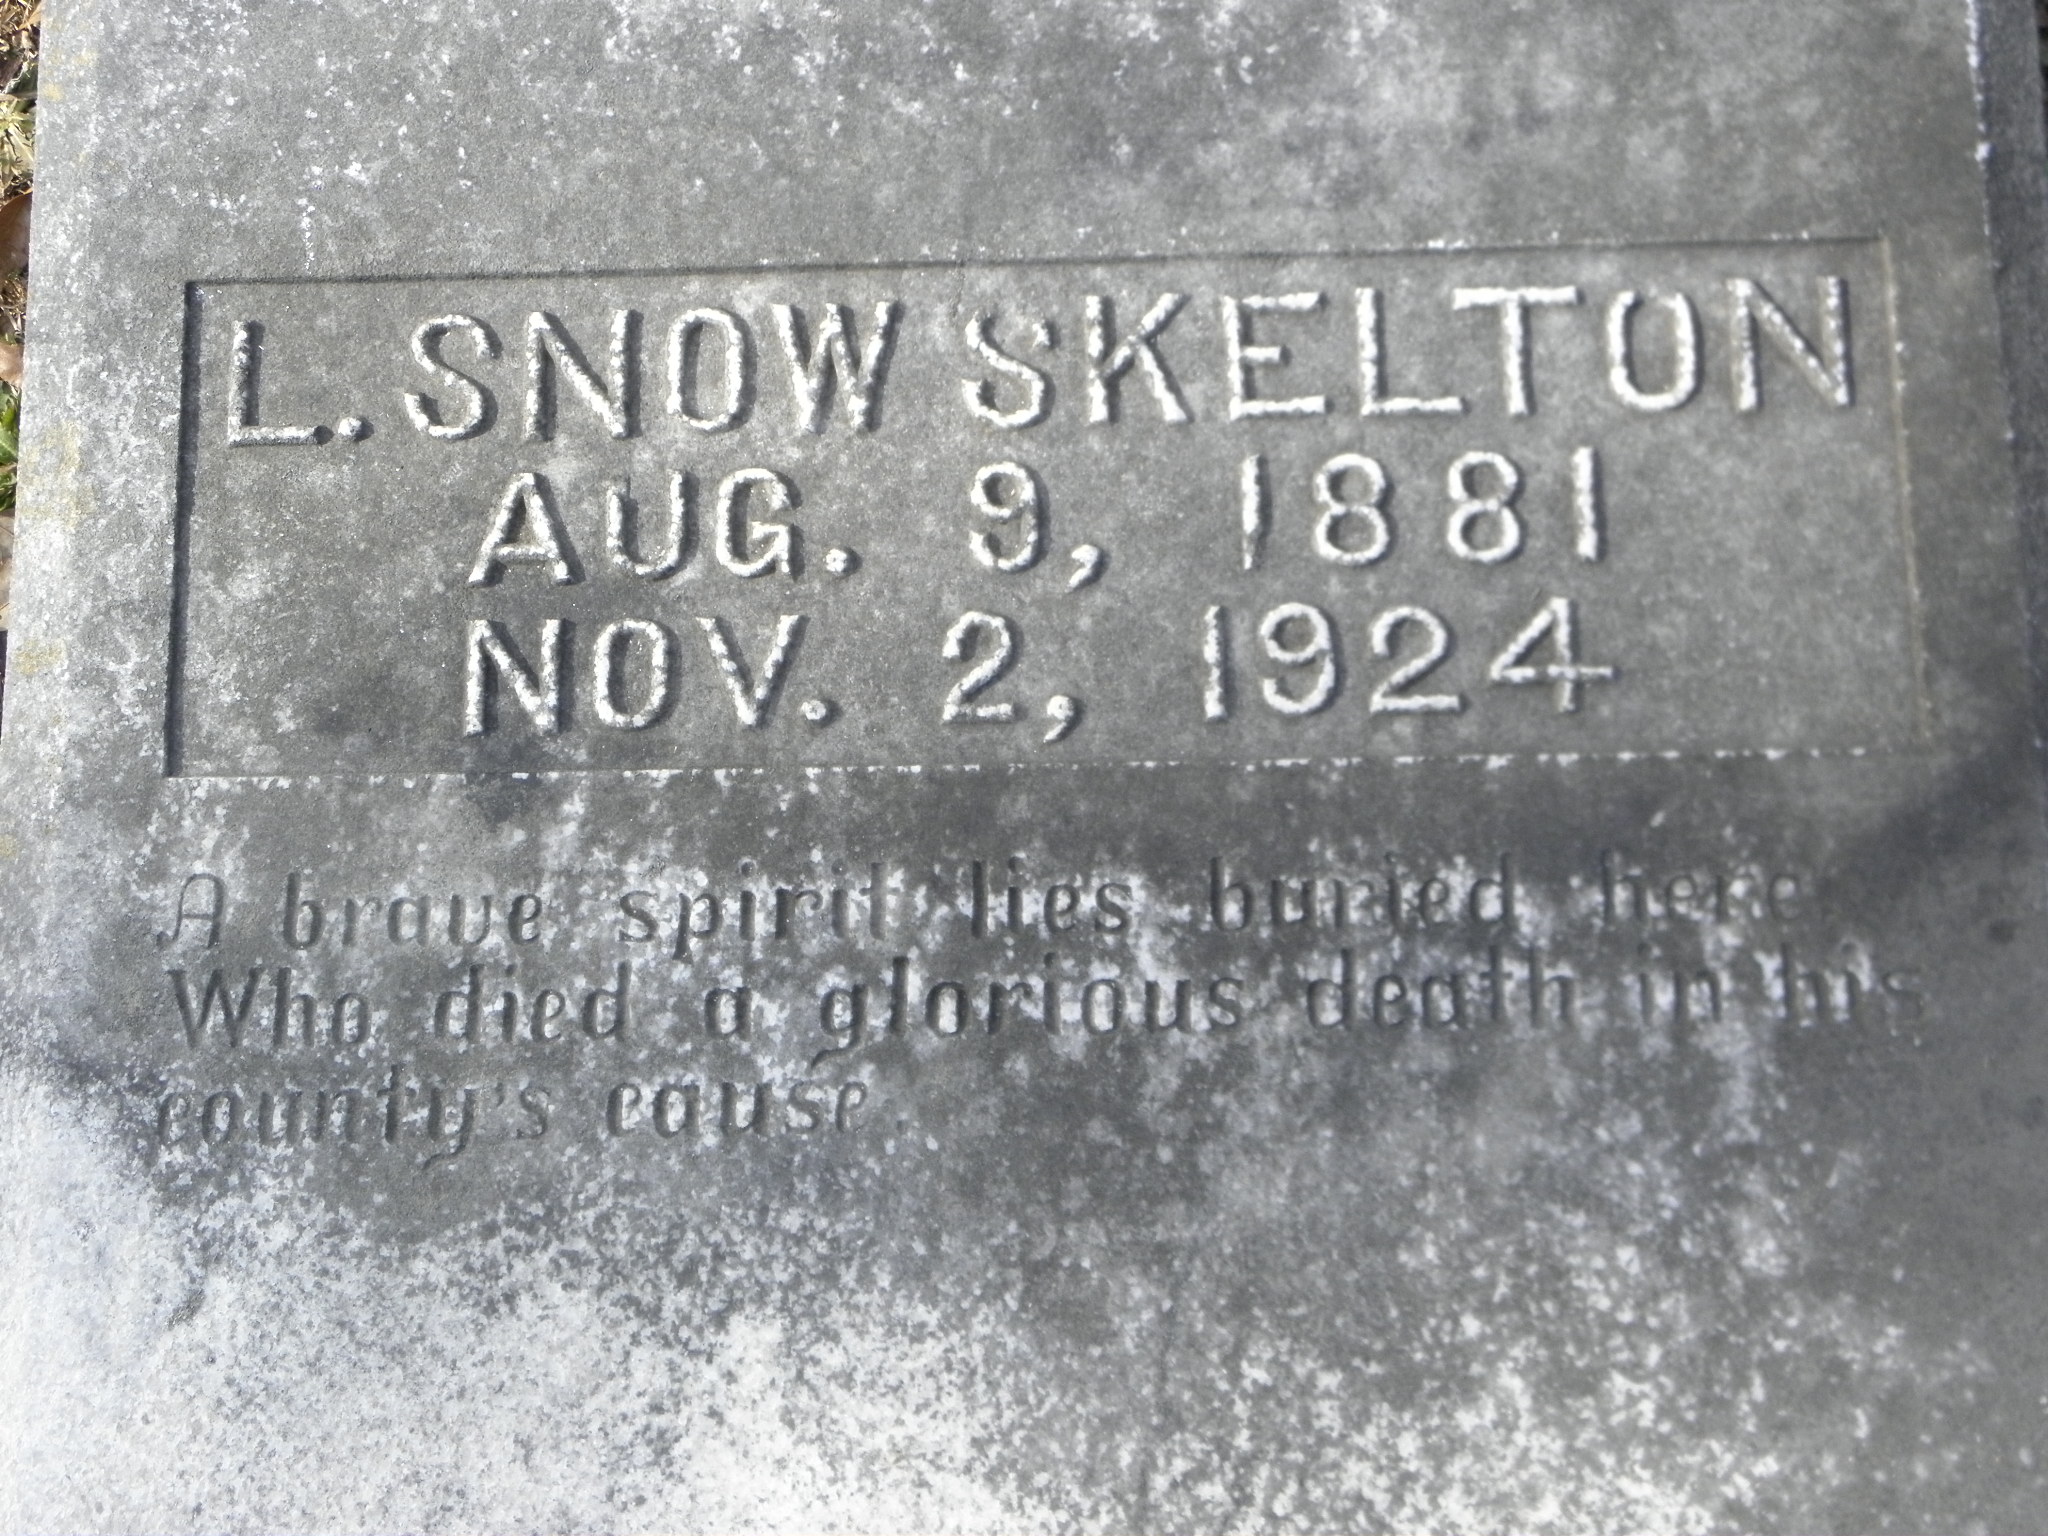 L. SNOW SKELTON
AUG. 9, 1881
NOV. 2, 1924
A brave spirit lies buried here
Who died a glorious death in his
county's cause.